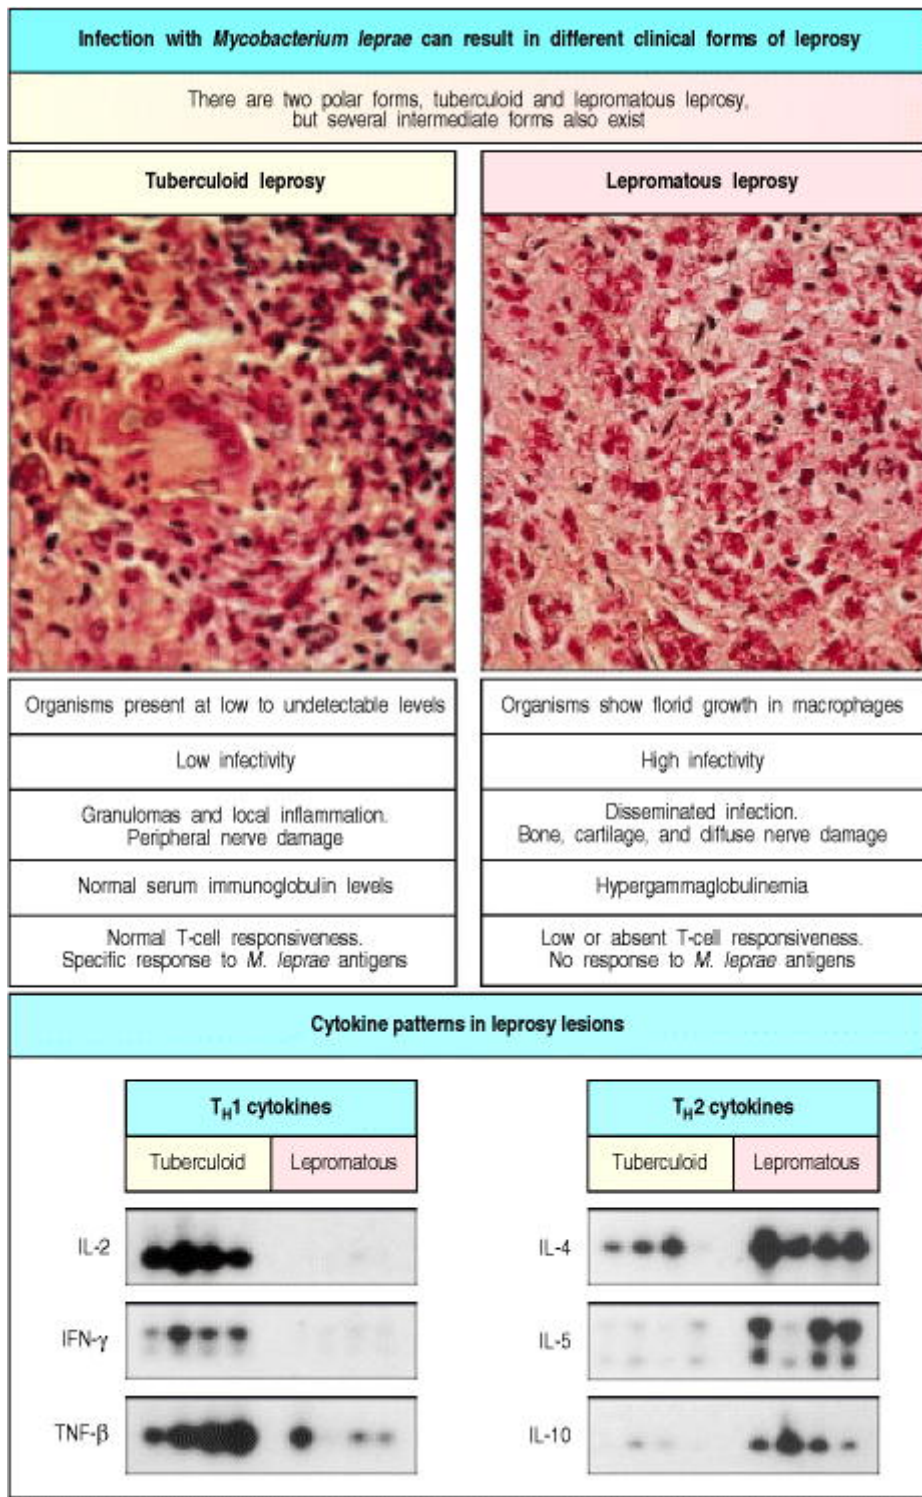 Infection with Mycobacterium leprae can result in different clinical forms of leprosy
There are two polar forms, tuberculoid and lepromatous leprosy,
but several intermediate forms also exist
Tuberculoid leprosy
Lepromatous leprosy
Organisms present at low to undetectable levels
Organisms show florid growth in macrophages
Low infectivity
High infectivity
Granulomas and local inflammation.
Peripheral nerve damage
Disseminated infection.
Bone, cartilage, and diffuse nerve damage
Normal serum immunoglobulin levels
Hypergammaglobulinemia
Normal T-cell responsiveness.
Specific response to M. leprae antigens
Low or absent T-cell responsiveness.
No response to M. leprae antigens
Cytokine patterns in leprosy lesions
TH1 cytokines
Tuberculoid
Lepromatous
IL-2
IFN-γ
TNF-β
TH2 cytokines
Tuberculoid
Lepromatous
IL-4
IL-5
IL-10